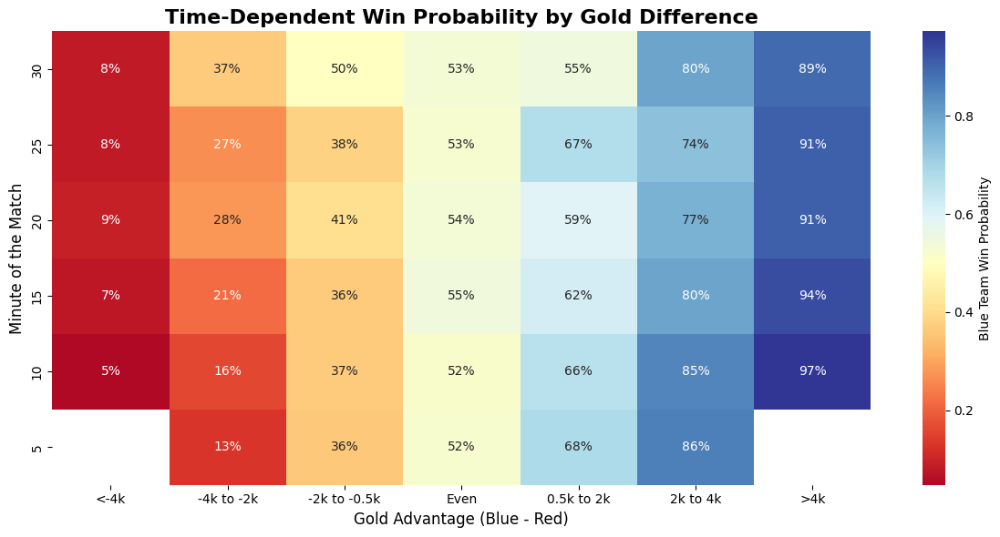 Time-Dependent Win Probability by Gold Difference
Minute of the Match
30 8% 37% 50% 53% 55% 80% 89%
25 8% 27% 38% 53% 67% 74% 91%
20 9% 28% 41% 54% 59% 77% 91%
15 7% 21% 36% 55% 62% 80% 94%
10 5% 16% 37% 52% 66% 85% 97%
5 13% 36% 52% 68% 86%
<-4k -4k to -2k -2k to -0.5k Even 0.5k to 2k 2k to 4k >4k
Gold Advantage (Blue - Red)
0.8
0.6
0.4
0.2
Blue Team Win Probability